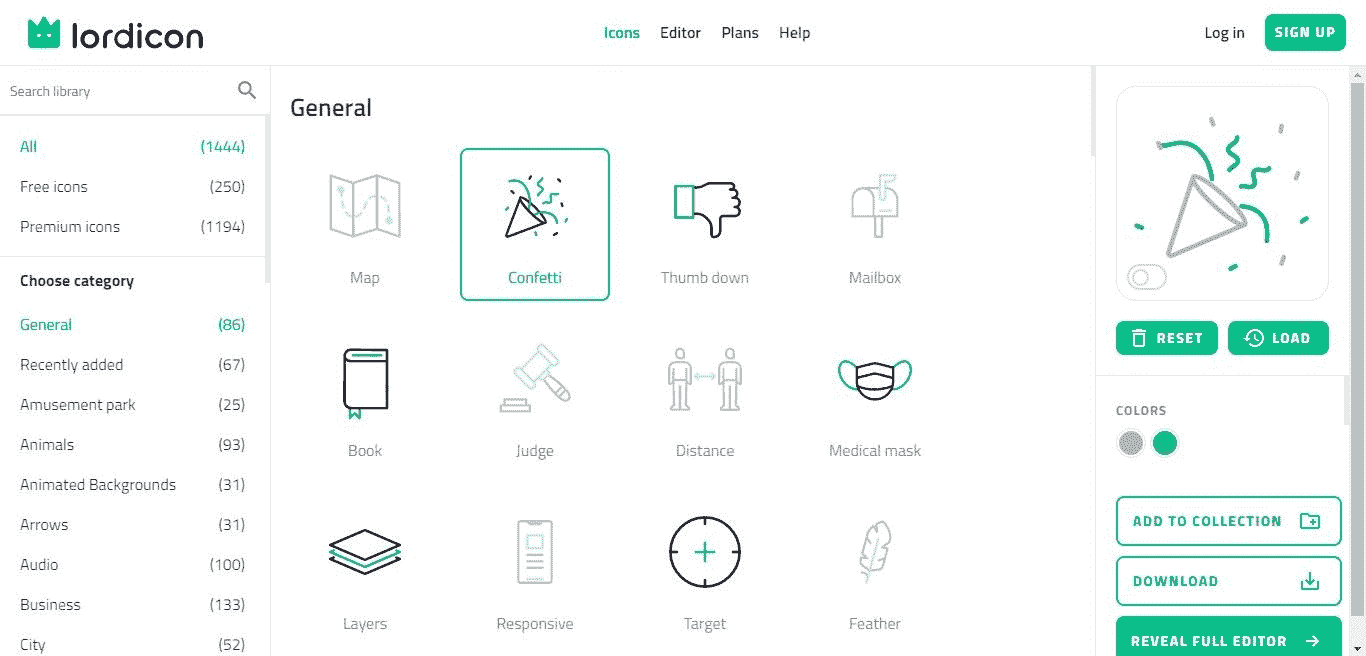 lordicon
Icons Editor Plans Help
Log in SIGN UP
Search library
All (1444)
Free icons (250)
Premium icons (1194)
Choose category
General (86)
Recently added (67)
Amusement park (25)
Animals (93)
Animated Backgrounds (31)
Arrows (31)
Audio (100)
Business (133)
City (52)
General
Map Confetti Thumb down Mailbox
Book Judge Distance Medical mask
Layers Responsive Target Feather
RESET LOAD
COLORS
ADD TO COLLECTION
DOWNLOAD
REVEAL FULL EDITOR